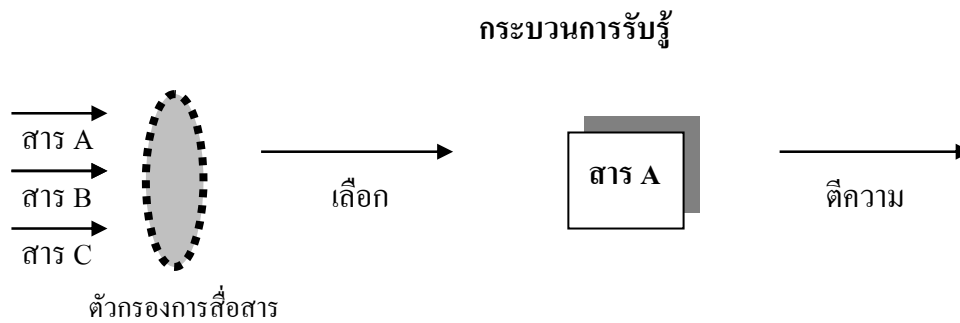 กระบวนการรับรู้
สาร A
สาร B
สาร C
ตัวกรองการสื่อสาร
เลือก
สาร A
ตีความ